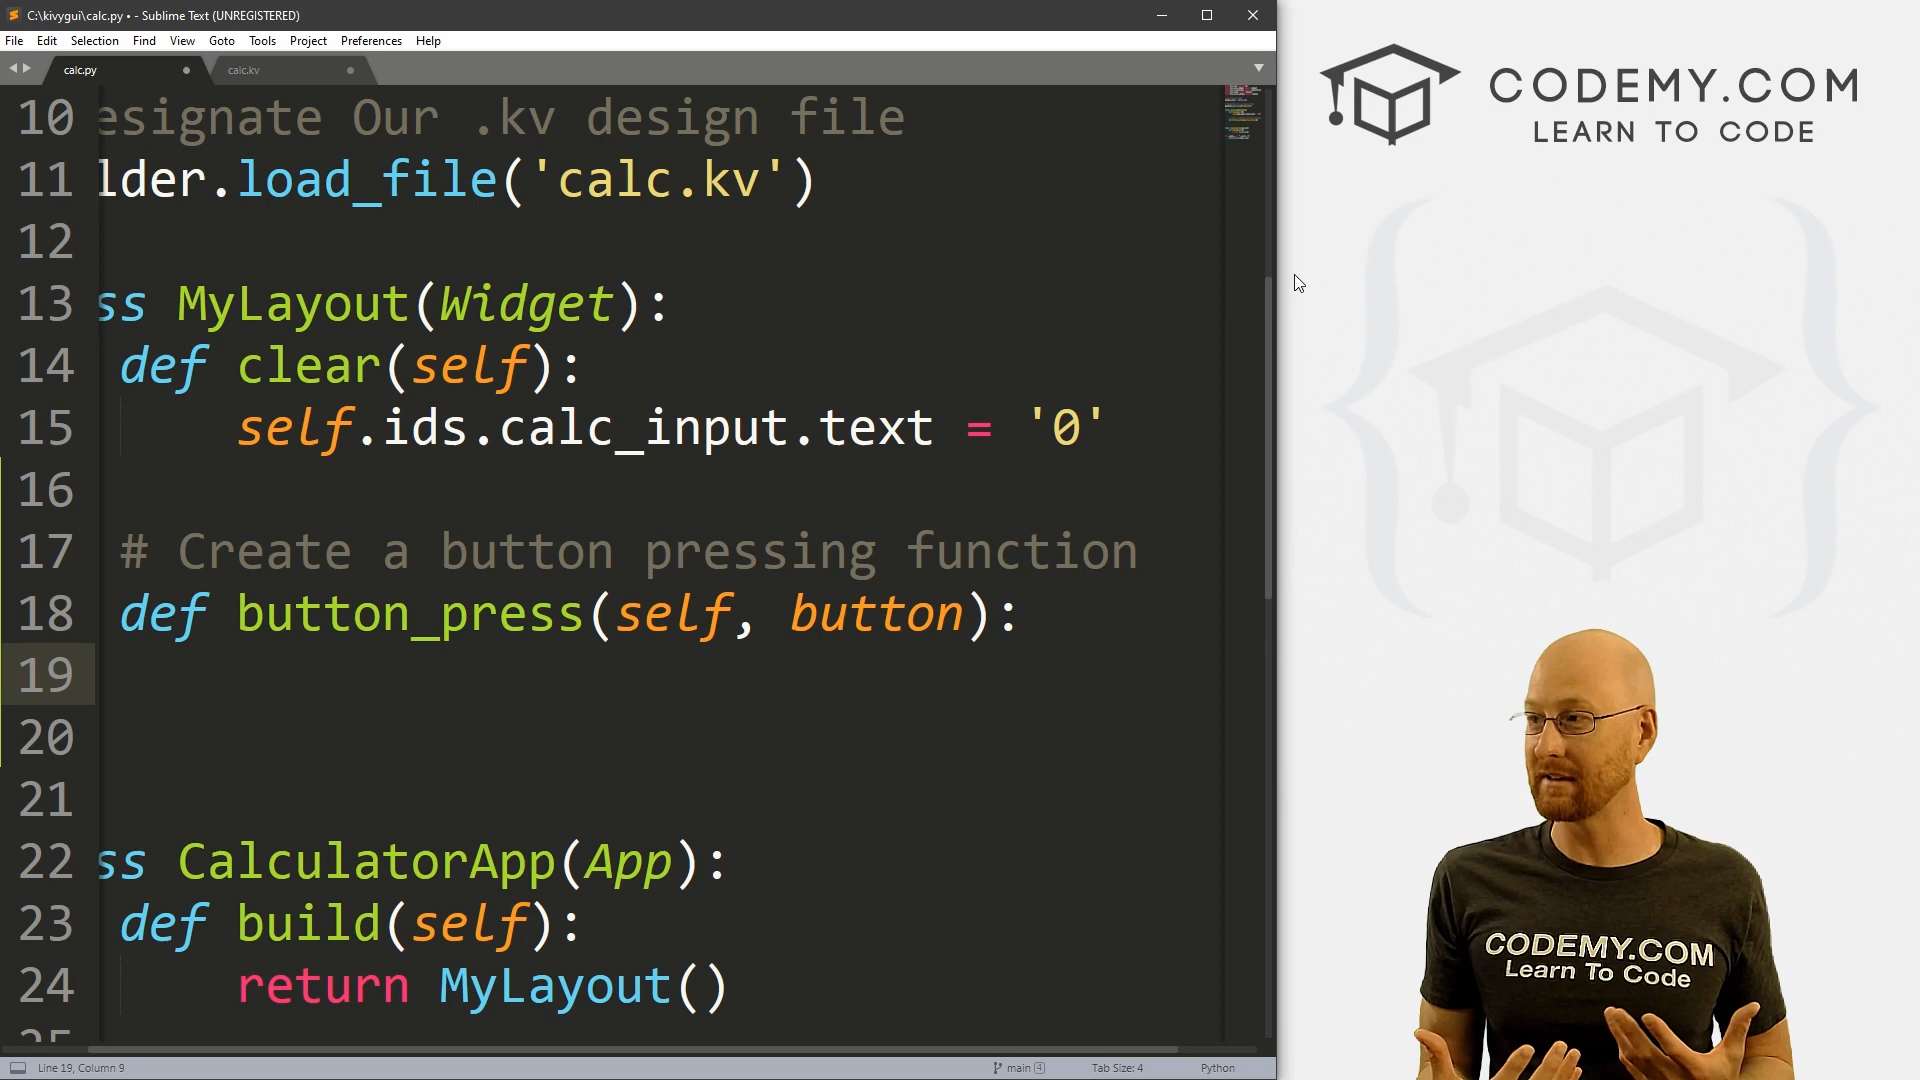 C:\kivygui\calc.py • - Sublime Text (UNREGISTERED)
File Edit Selection Find View Goto Tools Project Preferences Help
calc.py calc.kv
10 esignate Our .kv design file
11 lder.load_file('calc.kv')
12
13 ss MyLayout(Widget):
14 def clear(self):
15 self.ids.calc_input.text = '0'
16
17 # Create a button pressing function
18 def button_press(self, button):
19
20
21
22 ss CalculatorApp(App):
23 def build(self):
24 return MyLayout()
25
Line 19, Column 9 main 4 Tab Size: 4 Python
CODEMY.COM
LEARN TO CODE
CODEMY.COM
Learn To Code